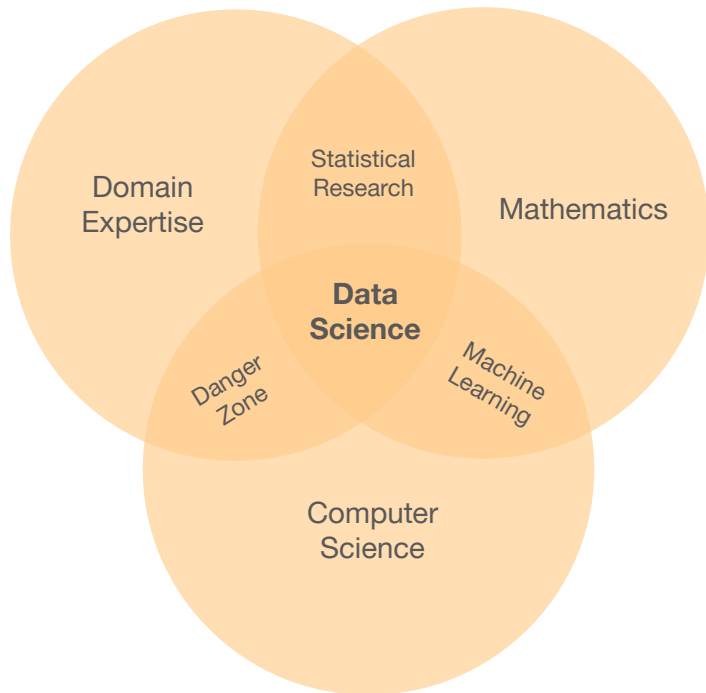 Statistical
Research
Domain
Expertise
Mathematics
Data
Science
Danger
Zone
Machine
Learning
Computer
Science